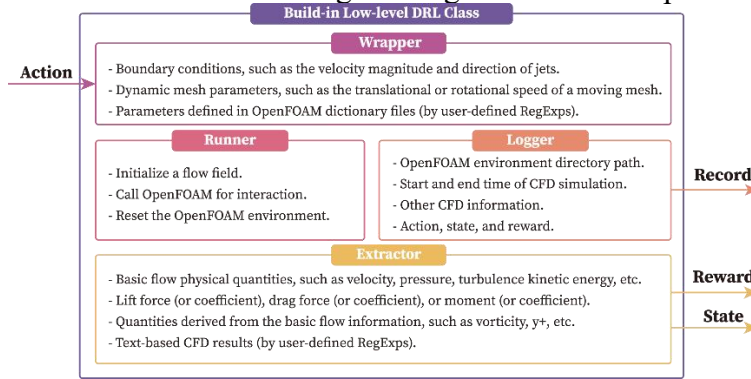 Build-in Low-level DRL Class
Wrapper
Action
- Boundary conditions, such as the velocity magnitude and direction of jets.
- Dynamic mesh parameters, such as the translational or rotational speed of a moving mesh.
- Parameters defined in OpenFOAM dictionary files (by user-defined RegExps).
Runner
- Initialize a flow field.
- Call OpenFOAM for interaction.
- Reset the OpenFOAM environment.
Logger
- OpenFOAM environment directory path.
- Start and end time of CFD simulation.
- Other CFD information.
- Action, state, and reward.
Record
Extractor
- Basic flow physical quantities, such as velocity, pressure, turbulence kinetic energy, etc.
- Lift force (or coefficient), drag force (or coefficient), or moment (or coefficient).
- Quantities derived from the basic flow information, such as vorticity, y+, etc.
- Text-based CFD results (by user-defined RegExps).
Reward
State